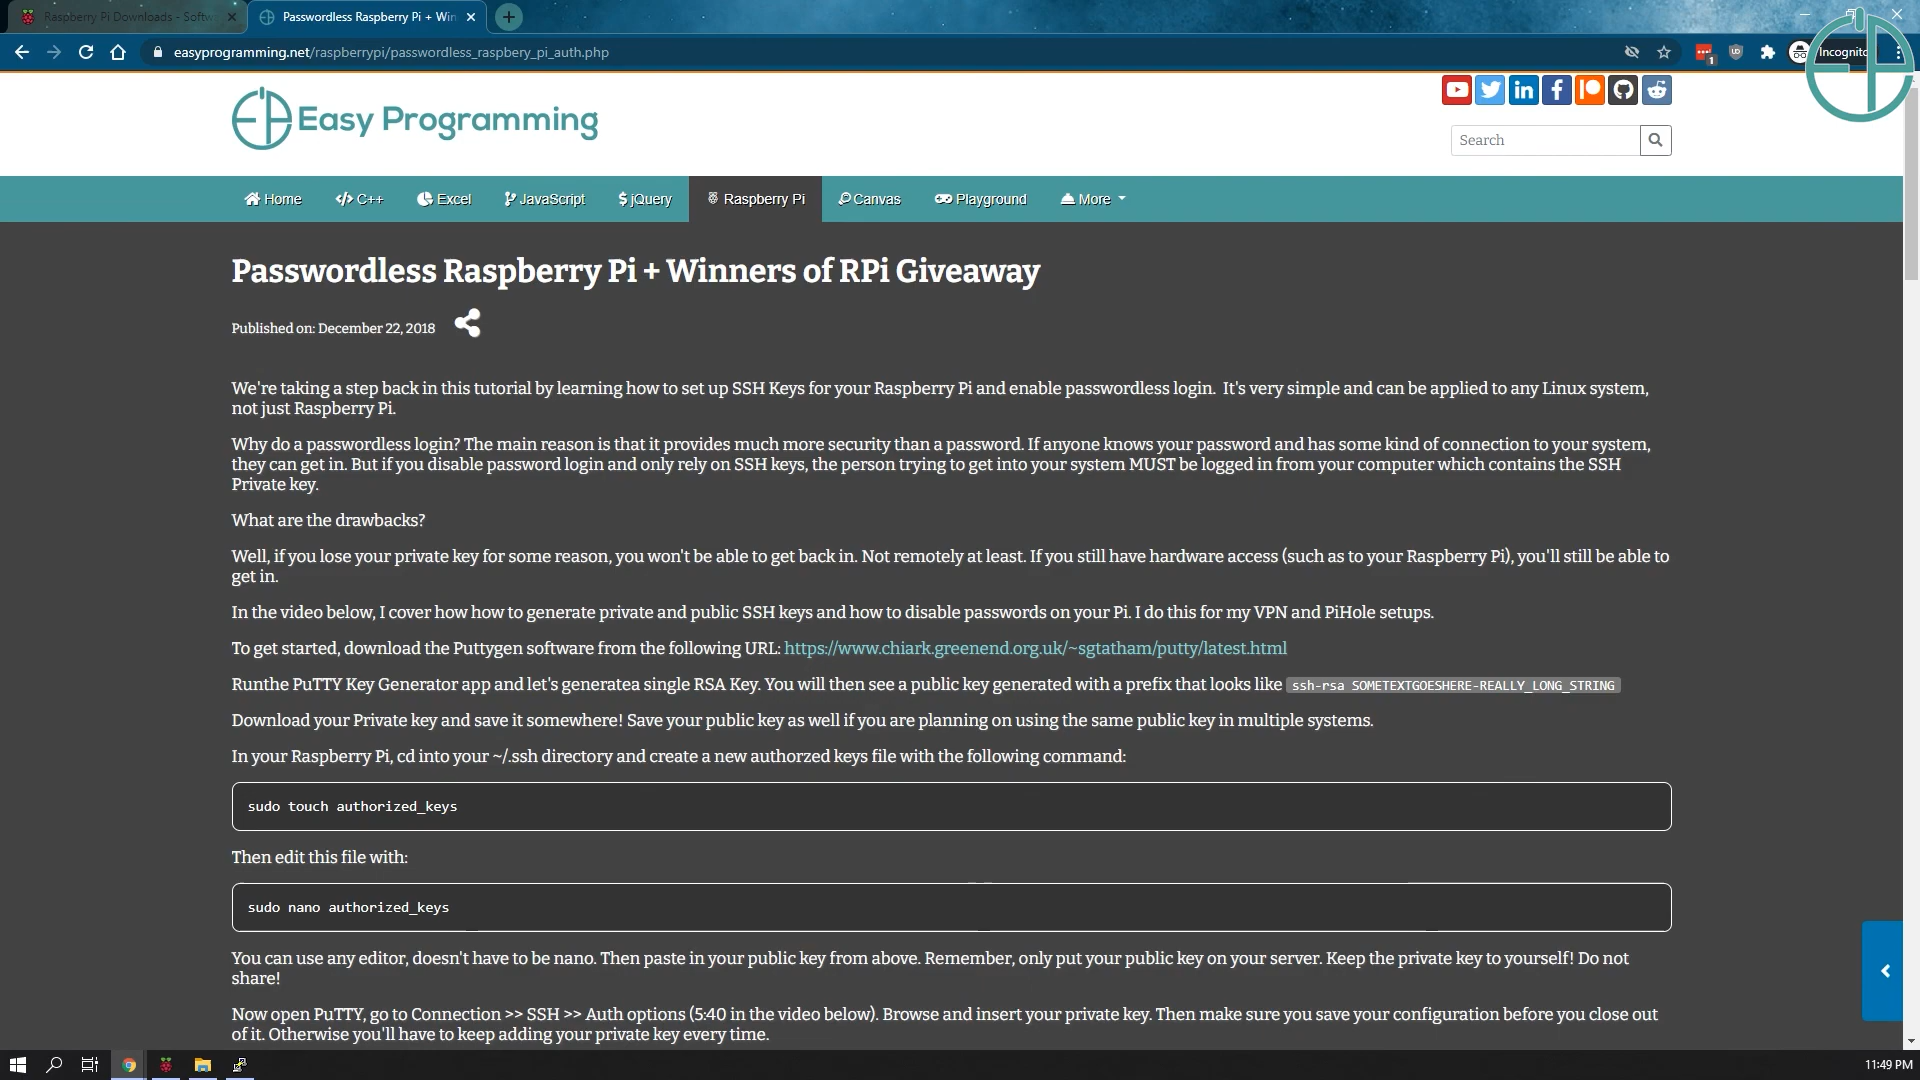 Raspberry Pi Downloads - Softw
Passwordless Raspberry Pi + Win
easyprogramming.net/raspberrypi/passwordless_raspbery_pi_auth.php
1
Incognito
Easy Programming
Search
Home
C++
Excel
JavaScript
jQuery
Raspberry Pi
Canvas
Playground
More
Passwordless Raspberry Pi + Winners of RPi Giveaway
Published on: December 22, 2018
We're taking a step back in this tutorial by learning how to set up SSH Keys for your Raspberry Pi and enable passwordless login. It's very simple and can be applied to any Linux system,
not just Raspberry Pi.
Why do a passwordless login? The main reason is that it provides much more security than a password. If anyone knows your password and has some kind of connection to your system,
they can get in. But if you disable password login and only rely on SSH keys, the person trying to get into your system MUST be logged in from your computer which contains the SSH
Private key.
What are the drawbacks?
Well, if you lose your private key for some reason, you won't be able to get back in. Not remotely at least. If you still have hardware access (such as to your Raspberry Pi), you'll still be able to
get in.
In the video below, I cover how how to generate private and public SSH keys and how to disable passwords on your Pi. I do this for my VPN and PiHole setups.
To get started, download the Puttygen software from the following URL: https://www.chiark.greenend.org.uk/~sgtatham/putty/latest.html
Runthe PuTTY Key Generator app and let's generatea single RSA Key. You will then see a public key generated with a prefix that looks like ssh-rsa SOMETEXTGOESHERE-REALLY_LONG_STRING
Download your Private key and save it somewhere! Save your public key as well if you are planning on using the same public key in multiple systems.
In your Raspberry Pi, cd into your ~/.ssh directory and create a new authorzed keys file with the following command:
sudo touch authorized_keys
Then edit this file with:
sudo nano authorized_keys
You can use any editor, doesn't have to be nano. Then paste in your public key from above. Remember, only put your public key on your server. Keep the private key to yourself! Do not
share!
Now open PuTTY, go to Connection >> SSH >> Auth options (5:40 in the video below). Browse and insert your private key. Then make sure you save your configuration before you close out
of it. Otherwise you'll have to keep adding your private key every time.
11:49 PM